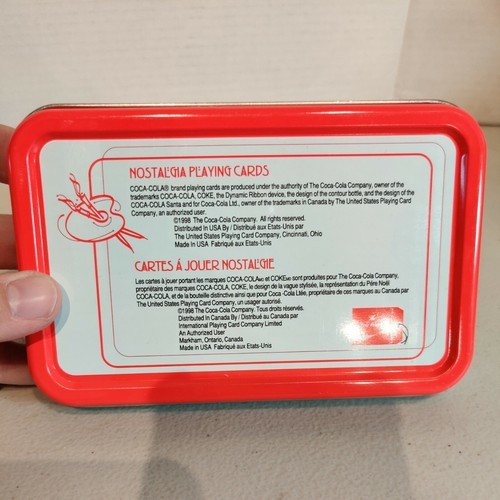 NOSTALGIA PLAYING CARDS
COCA-COLA® brand playing cards are produced under the authority of The Coca-Cola Company, owner of the
trademarks COCA-COLA, COKE, the Dynamic Ribbon device, the design of the contour bottle, and the design of the
COCA-COLA Santa and for Coca-Cola Ltd., owner of the trademarks in Canada by The United States Playing Card
Company, an authorized user.
©1998 The Coca-Cola Company. All rights reserved.
Distributed In USA By / Distribué aux Etats-Unis par
The United States Playing Card Company, Cincinnati, Ohio
Made In USA Fabriqué aux Etats-Unis
CARTES Á JOUER NOSTALGIE
Les cartes à jouer portant les marques COCA-COLA et COKE sont produites pour The Coca-Cola Company,
propriétaire des marques COCA-COLA, COKE, le design de la vague stylisée, la représentation du Père Noël
COCA-COLA, et de la bouteille distinctive ainsi que pour Coca-Cola Ltée, propriétaire de ces marques au Canada par
The United States Playing Card Company, un usager autorisé.
©1998 The Coca-Cola Company. Tous droits réservés.
Distributed In Canada By / Distribué au Canada par
International Playing Card Company Limited
An Authorized User
Markham, Ontario, Canada
Made in USA Fabriqué aux Etats-Unis